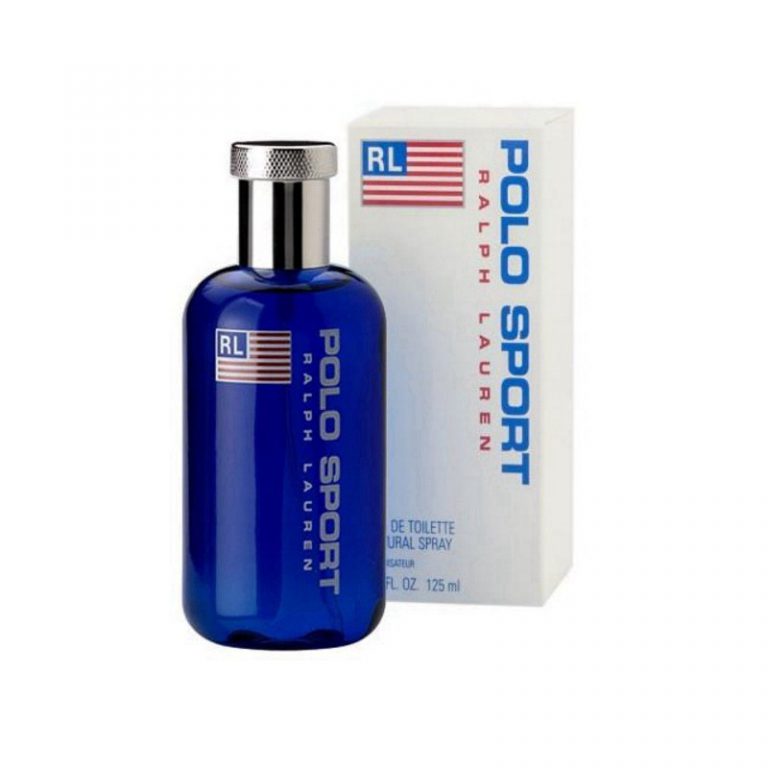 RL
POLO SPORT
RALPH LAUREN
RL
POLO SPORT
RALPH LAUREN
DE TOILETTE
URAL SPRAY
ISATEUR
FL. OZ. 125 ml